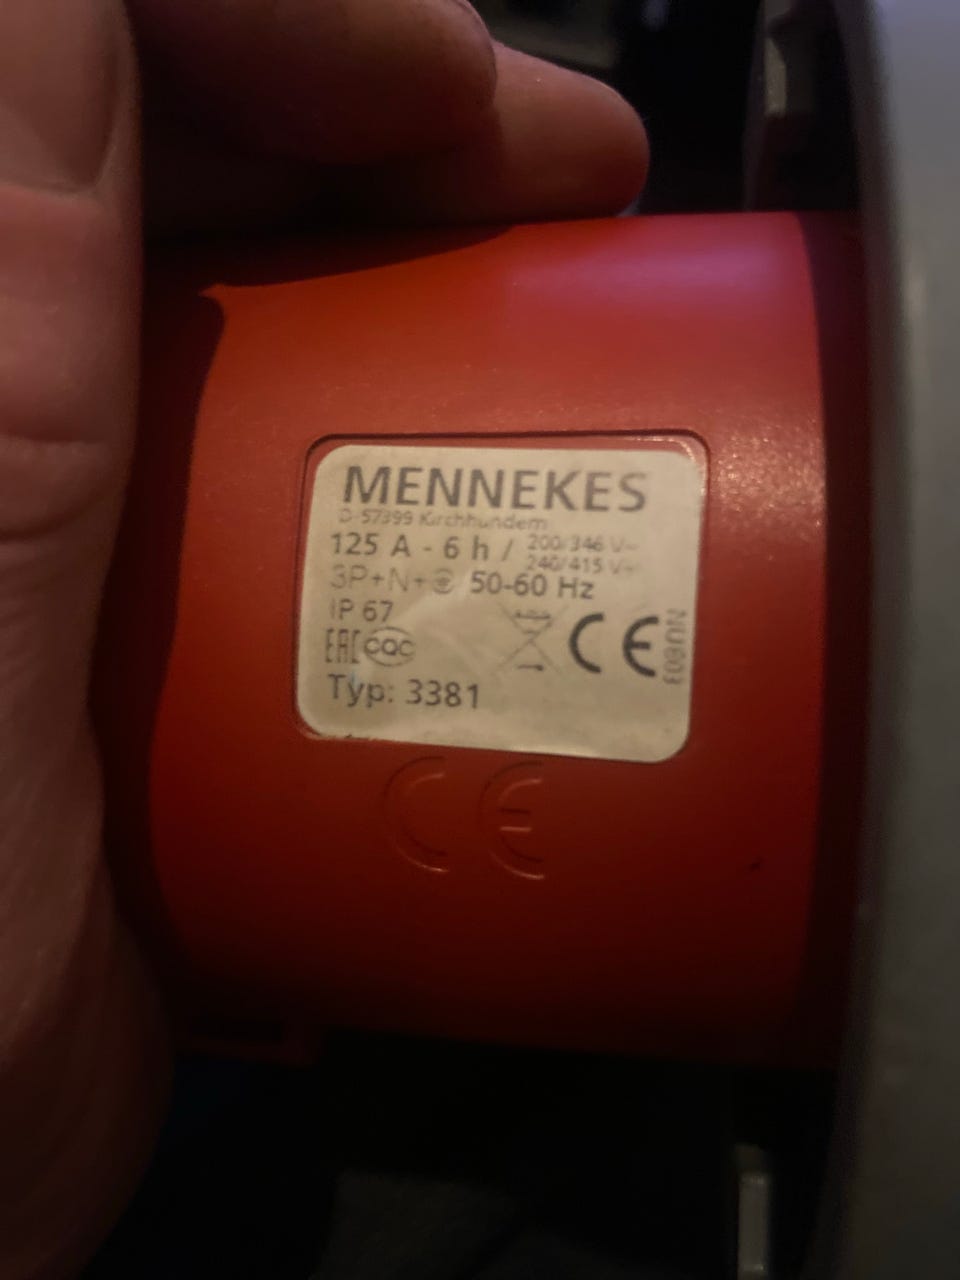 MENNEKES
D-57399 Kirchhundem
125 A - 6 h / 200/346 V~
240/415 V~
3P+N+⏚ 50-60 Hz
IP 67
EAC CQC CE
Typ: 3381
CE